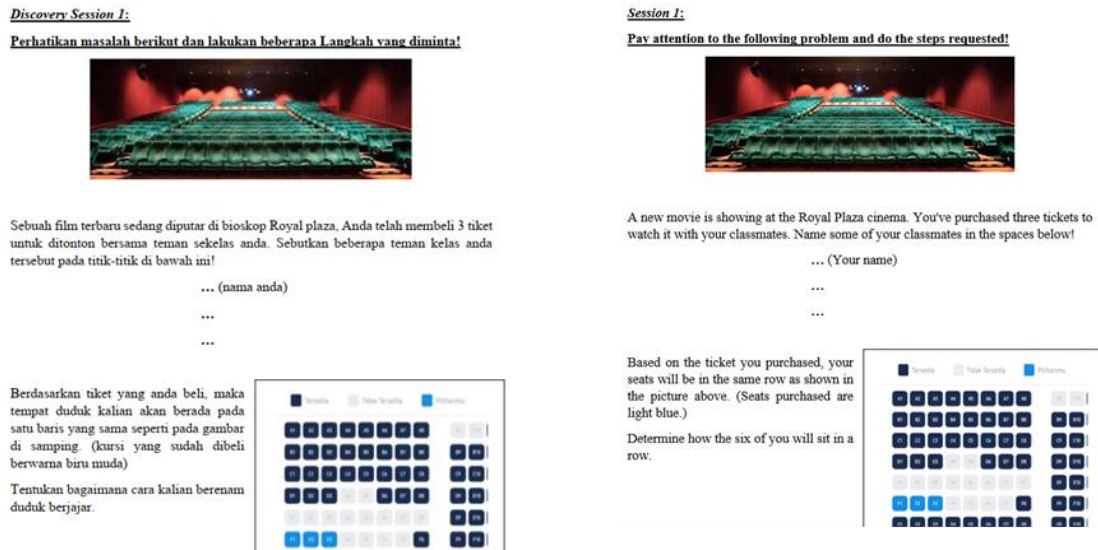 Discovery Session 1:
Perhatikan masalah berikut dan lakukan beberapa Langkah yang diminta!
Sebuah film terbaru sedang diputar di bioskop Royal plaza, Anda telah membeli 3 tiket
untuk ditonton bersama teman sekelas anda. Sebutkan beberapa teman kelas anda
tersebut pada titik-titik di bawah ini!
... (nama anda)
...
...
Berdasarkan tiket yang anda beli, maka
tempat duduk kalian akan berada pada
satu baris yang sama seperti pada gambar
di samping. (kursi yang sudah dibeli
berwarna biru muda)
Tentukan bagaimana cara kalian berenam
duduk berjajar.
Tersedia Tidak Tersedia Pilihanmu
Session 1:
Pay attention to the following problem and do the steps requested!
A new movie is showing at the Royal Plaza cinema. You've purchased three tickets to
watch it with your classmates. Name some of your classmates in the spaces below!
... (Your name)
...
...
Based on the ticket you purchased, your
seats will be in the same row as shown in
the picture above. (Seats purchased are
light blue.)
Determine how the six of you will sit in a
row.
Tersedia Tidak Tersedia Pilihanmu